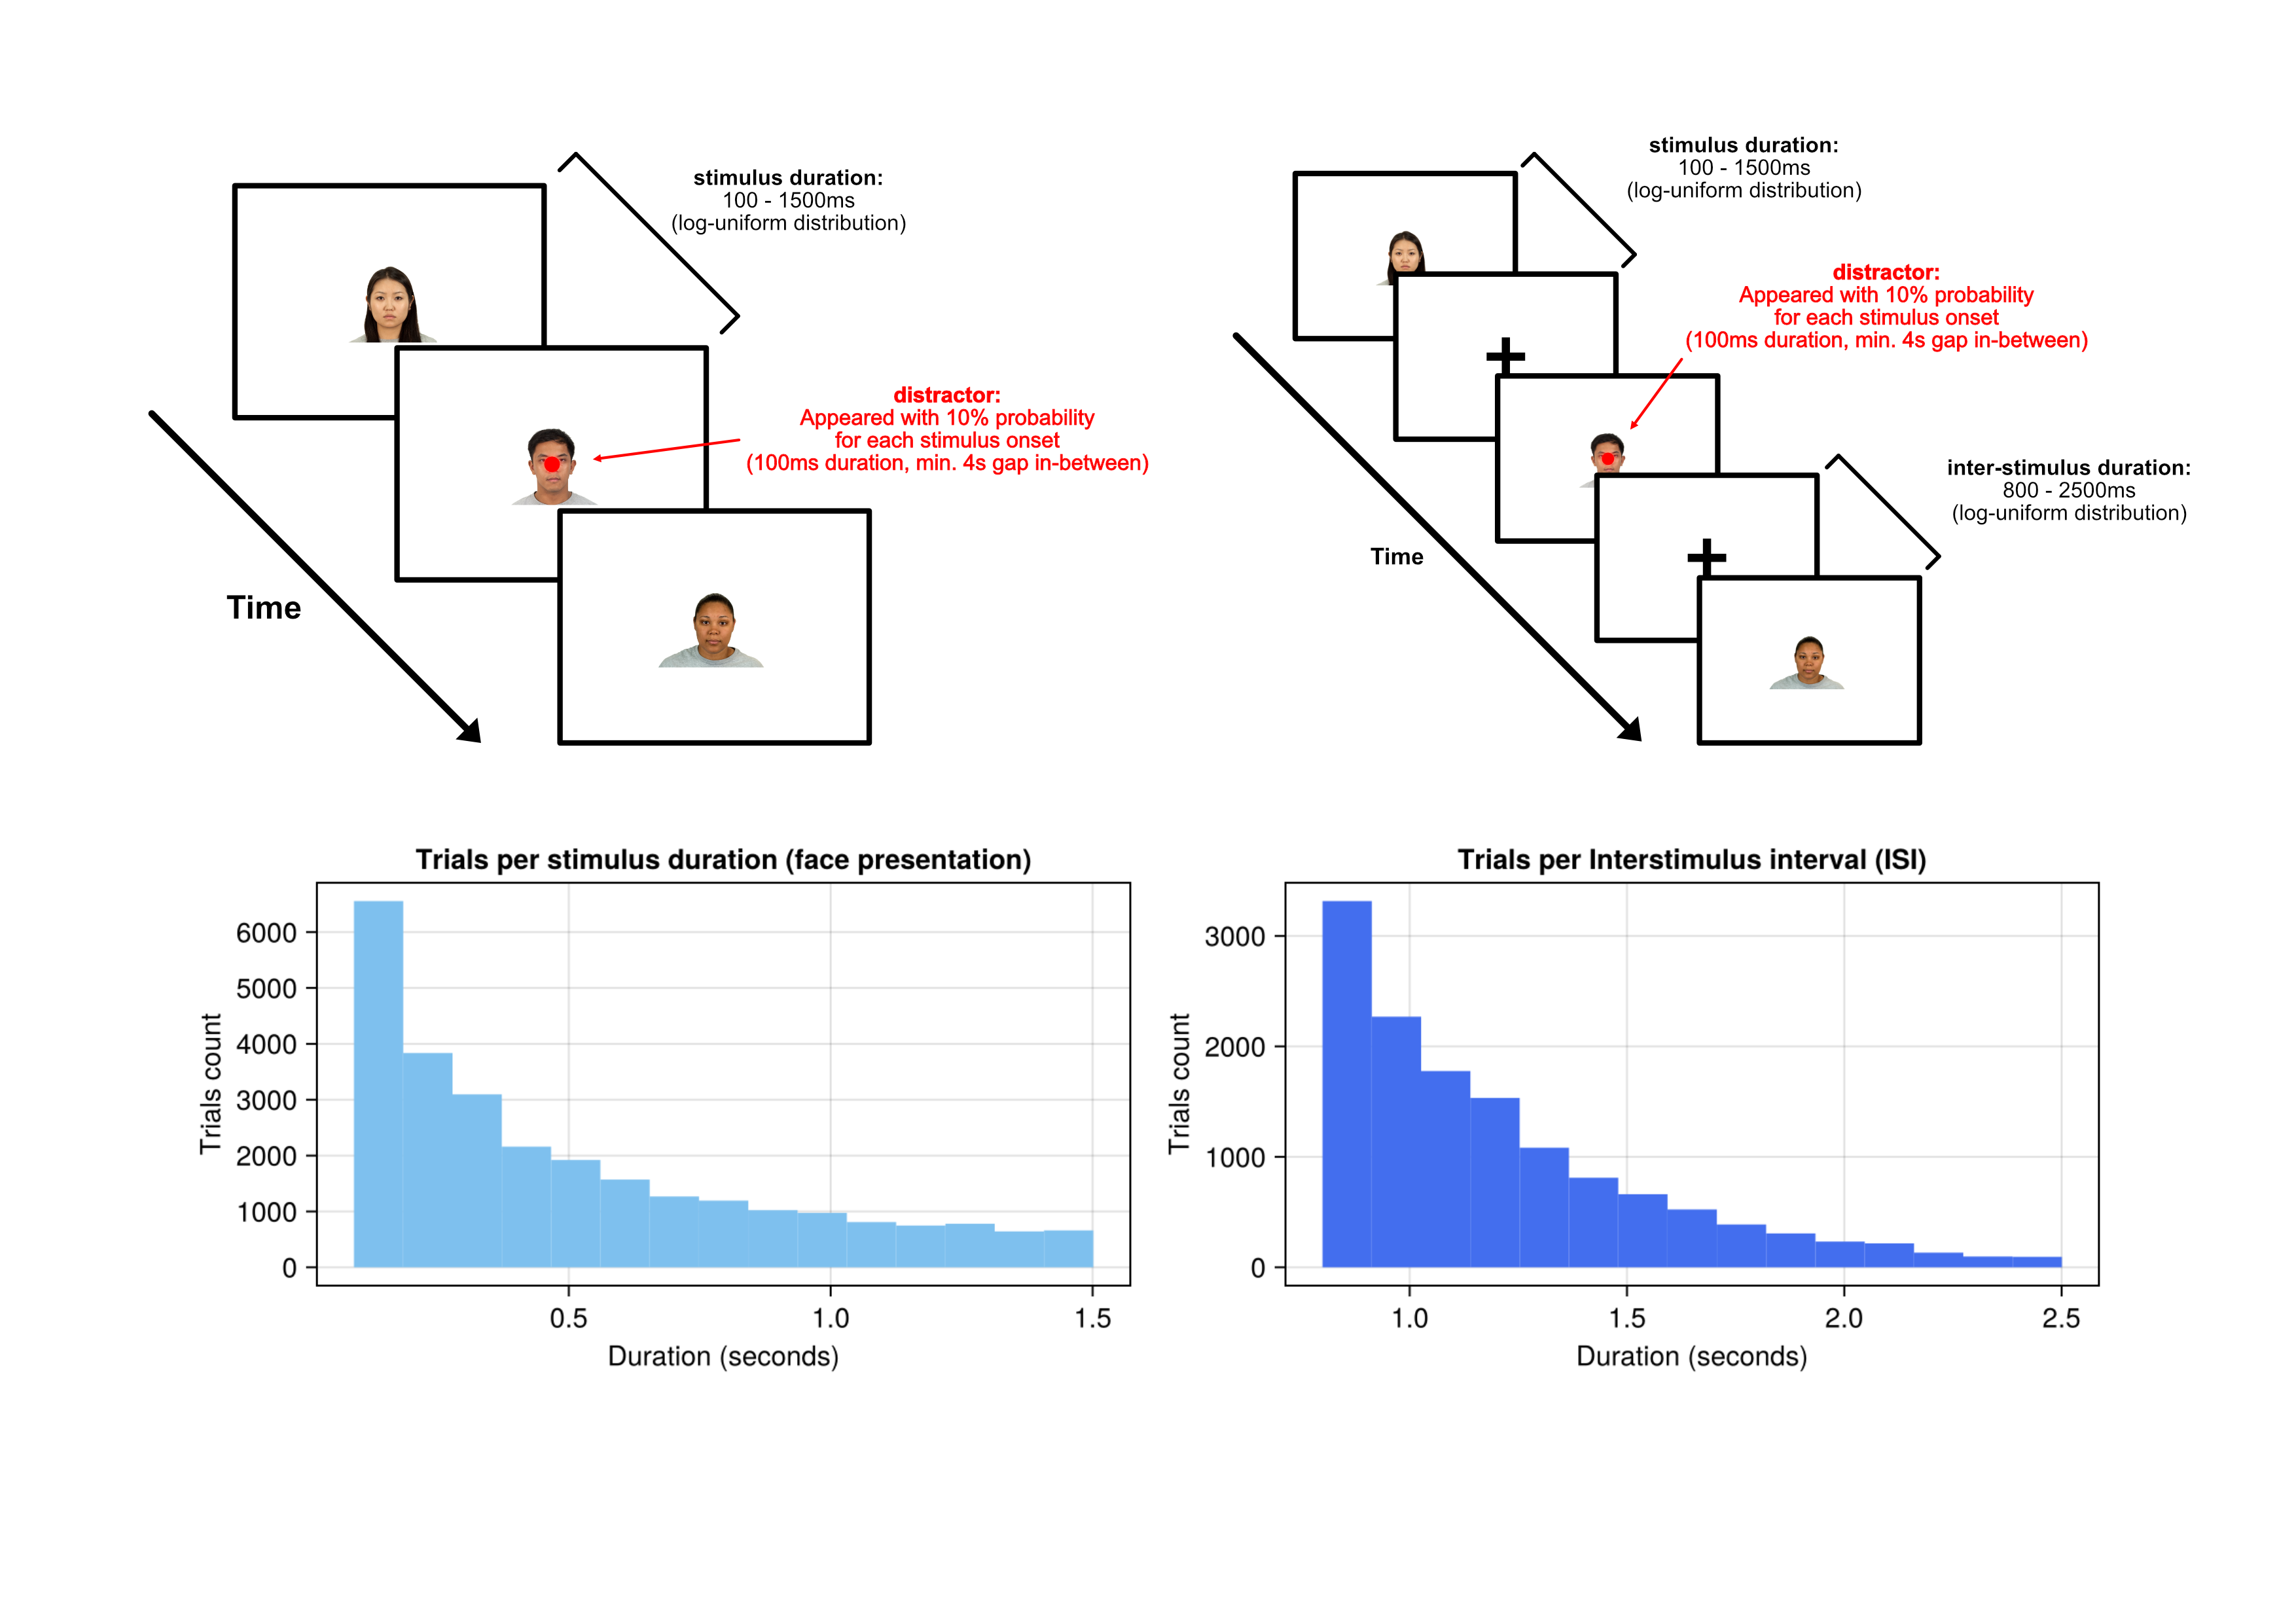 stimulus duration:
100 - 1500ms
(log-uniform distribution)
distractor:
Appeared with 10% probability
for each stimulus onset
(100ms duration, min. 4s gap in-between)
Time
stimulus duration:
100 - 1500ms
(log-uniform distribution)
distractor:
Appeared with 10% probability
for each stimulus onset
(100ms duration, min. 4s gap in-between)
inter-stimulus duration:
800 - 2500ms
(log-uniform distribution)
Time
Trials per stimulus duration (face presentation)
Trials count
6000
5000
4000
3000
2000
1000
0
0.5
1.0
1.5
Duration (seconds)
Trials per Interstimulus interval (ISI)
Trials count
3000
2000
1000
0
1.0
1.5
2.0
2.5
Duration (seconds)